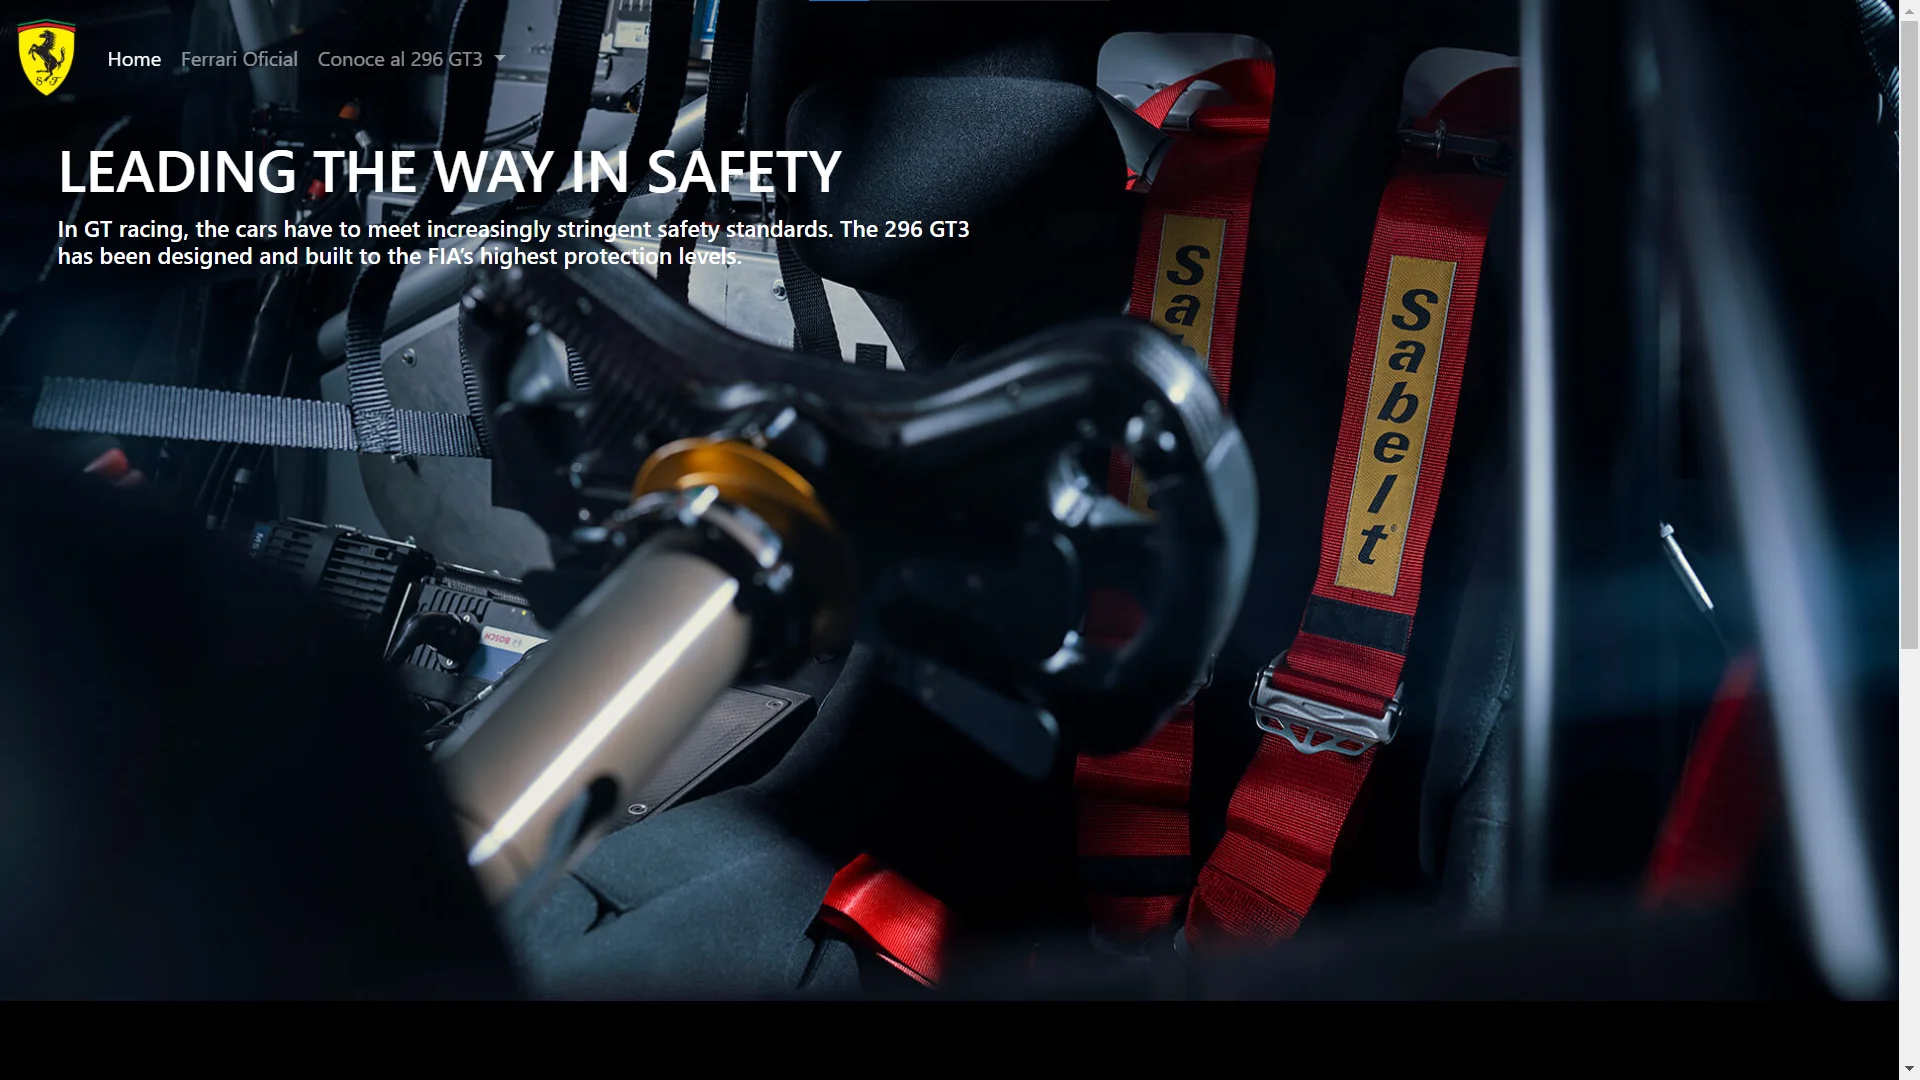 Home Ferrari Oficial Conoce al 296 GT3
LEADING THE WAY IN SAFETY
In GT racing, the cars have to meet increasingly stringent safety standards. The 296 GT3
has been designed and built to the FIA’s highest protection levels.
S F
Sa
Sabelt
BOSCH